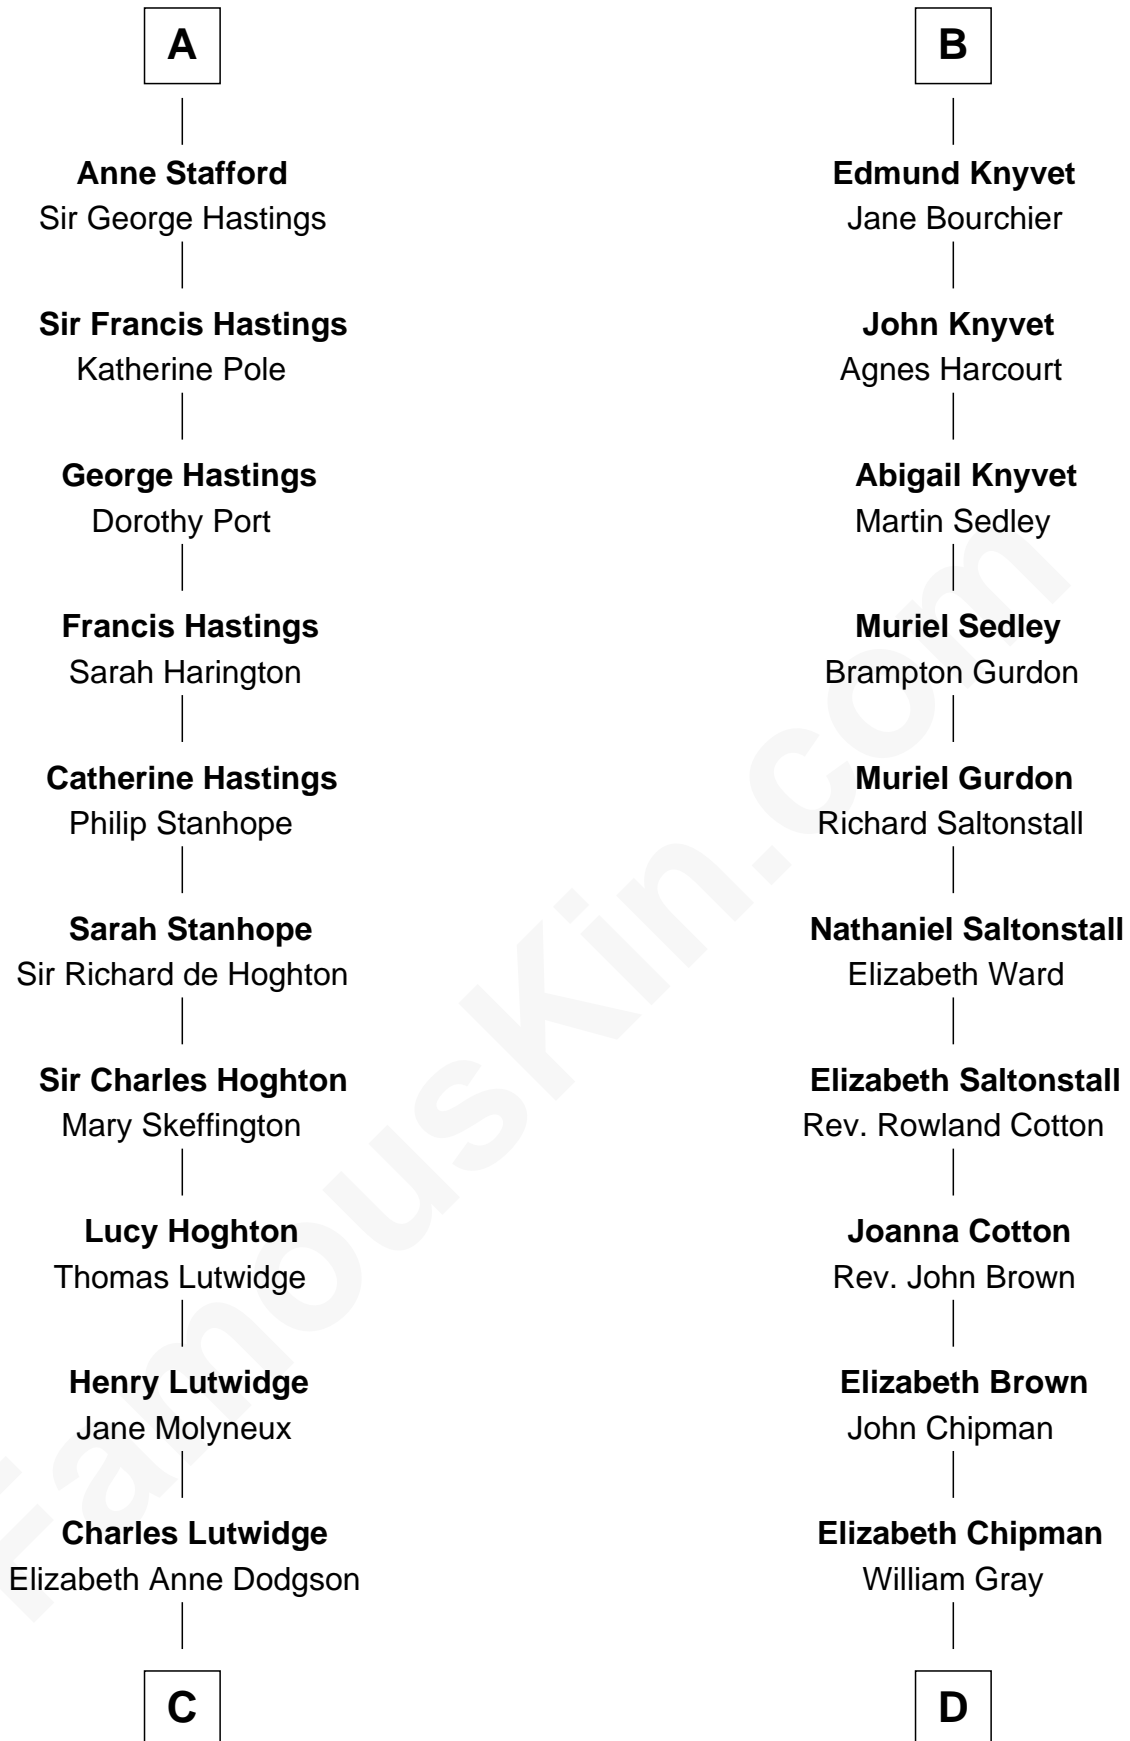 A
Anne Stafford
Sir George Hastings
Sir Francis Hastings
Katherine Pole
George Hastings
Dorothy Port
Francis Hastings
Sarah Harington
Catherine Hastings
Philip Stanhope
Sarah Stanhope
Sir Richard de Hoghton
Sir Charles Hoghton
Mary Skeffington
Lucy Hoghton
Thomas Lutwidge
Henry Lutwidge
Jane Molyneux
Charles Lutwidge
Elizabeth Anne Dodgson
C
B
Edmund Knyvet
Jane Bourchier
John Knyvet
Agnes Harcourt
Abigail Knyvet
Martin Sedley
Muriel Sedley
Brampton Gurdon
Muriel Gurdon
Richard Saltonstall
Nathaniel Saltonstall
Elizabeth Ward
Elizabeth Saltonstall
Rev. Rowland Cotton
Joanna Cotton
Rev. John Brown
Elizabeth Brown
John Chipman
Elizabeth Chipman
William Gray
D
FamousKin.com